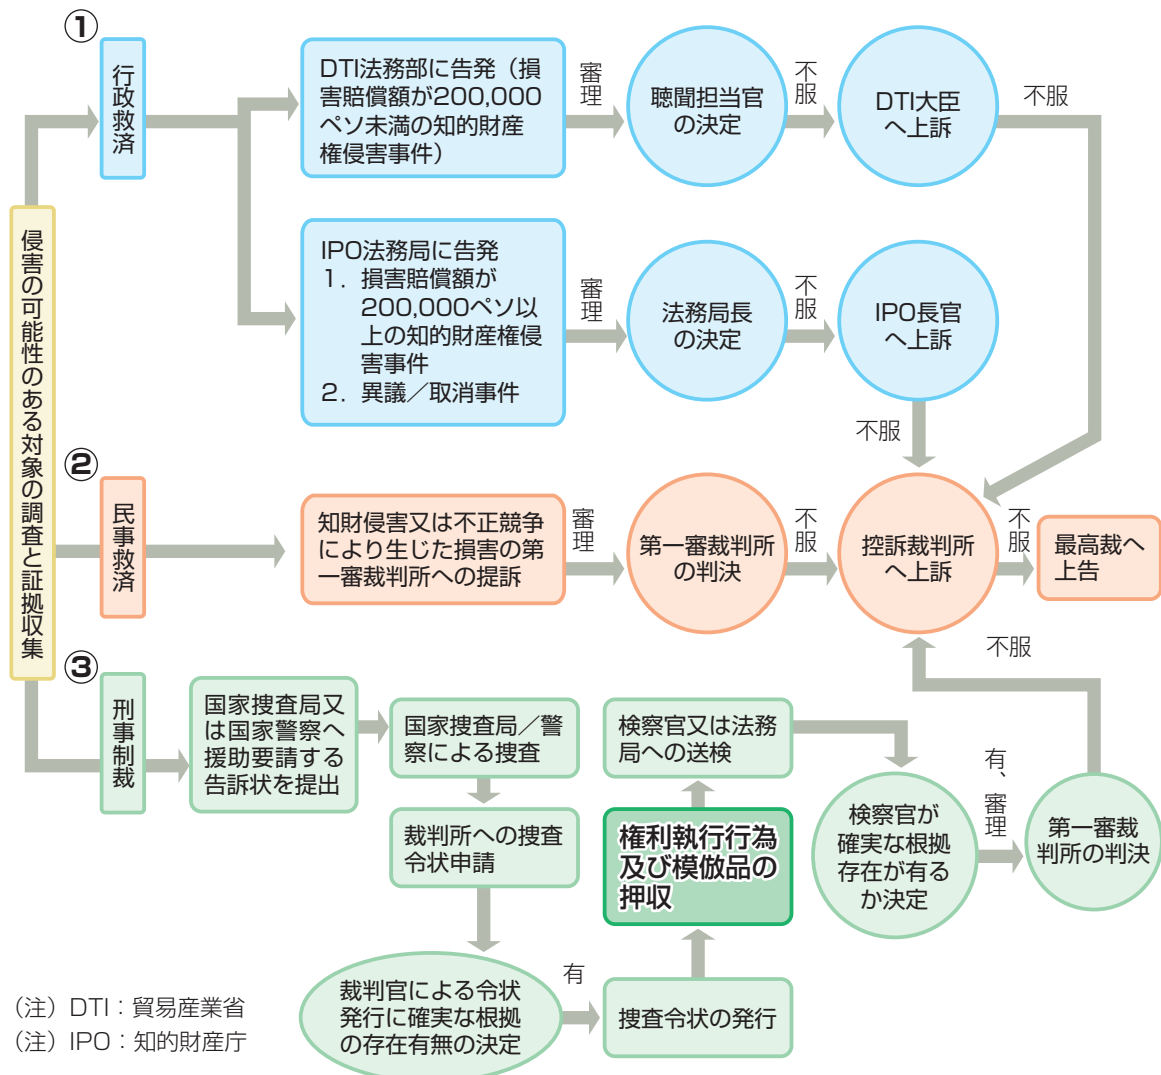 侵害の可能性のある対象の調査と証拠収集
①
行政救済
DTI法務部に告発（損
害賠償額が200,000
ペソ未満の知的財産
権侵害事件）
審理
聴聞担当官
の決定
不服
DTI大臣
へ上訴
不服
IPO法務局に告発
1．損害賠償額が
200,000ペソ以
上の知的財産権侵
害事件
2．異議／取消事件
審理
法務局長
の決定
不服
IPO長官
へ上訴
不服
②
民事救済
知財侵害又は不正競争
により生じた損害の第
一審裁判所への提訴
審理
第一審裁判所
の判決
不服
控訴裁判所
へ上訴
不服
最高裁へ
上告
③
刑事制裁
国家捜査局又
は国家警察へ
援助要請する
告訴状を提出
国家捜査局／警
察による捜査
裁判所への捜査
令状申請
裁判官による令状
発行に確実な根拠
の存在有無の決定
有
捜査令状の発行
権利執行行為
及び模倣品の
押収
検察官又は法務
局への送検
検察官が
確実な根拠
存在が有る
か決定
有、審理
第一審裁
判所の判決
不服
（注）DTI：貿易産業省
（注）IPO：知的財産庁